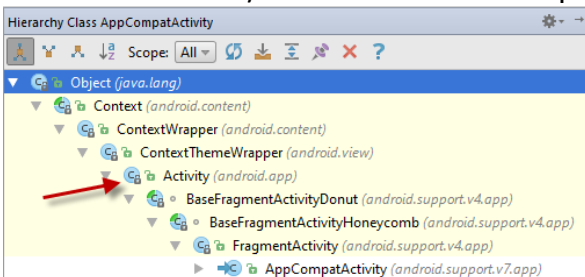 Hierarchy Class AppCompatActivity
Scope: All
Object (java.lang)
Context (android.content)
ContextWrapper (android.content)
ContextThemeWrapper (android.view)
Activity (android.app)
BaseFragmentActivityDonut (android.support.v4.app)
BaseFragmentActivityHoneycomb (android.support.v4.app)
FragmentActivity (android.support.v4.app)
AppCompatActivity (android.support.v7.app)